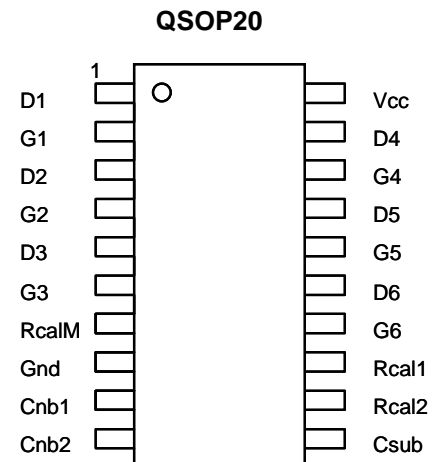 QSOP20
1
D1 Vcc
G1 D4
D2 G4
G2 D5
D3 G5
G3 D6
RcalM G6
Gnd Rcal1
Cnb1 Rcal2
Cnb2 Csub